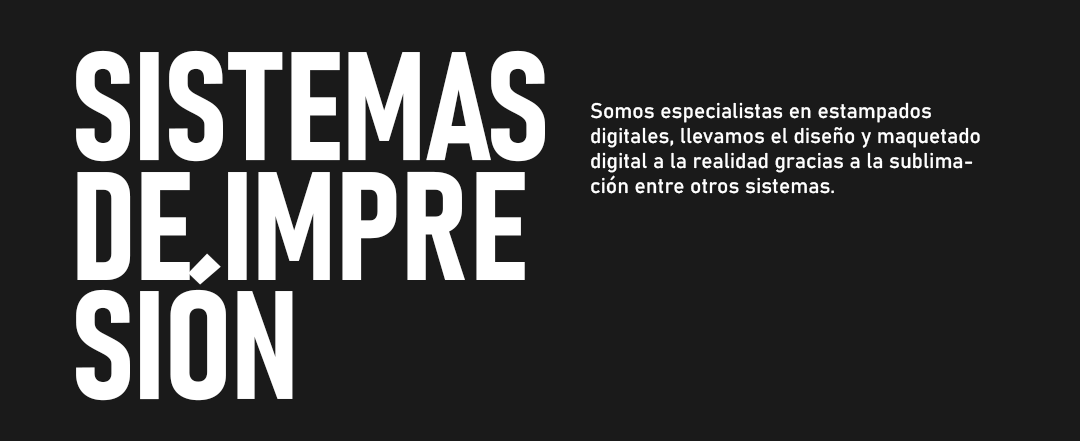 SISTEMAS
DE IMPRE
SIÓN
Somos especialistas en estampados
digitales, llevamos el diseño y maquetado
digital a la realidad gracias a la sublima-
ción entre otros sistemas.